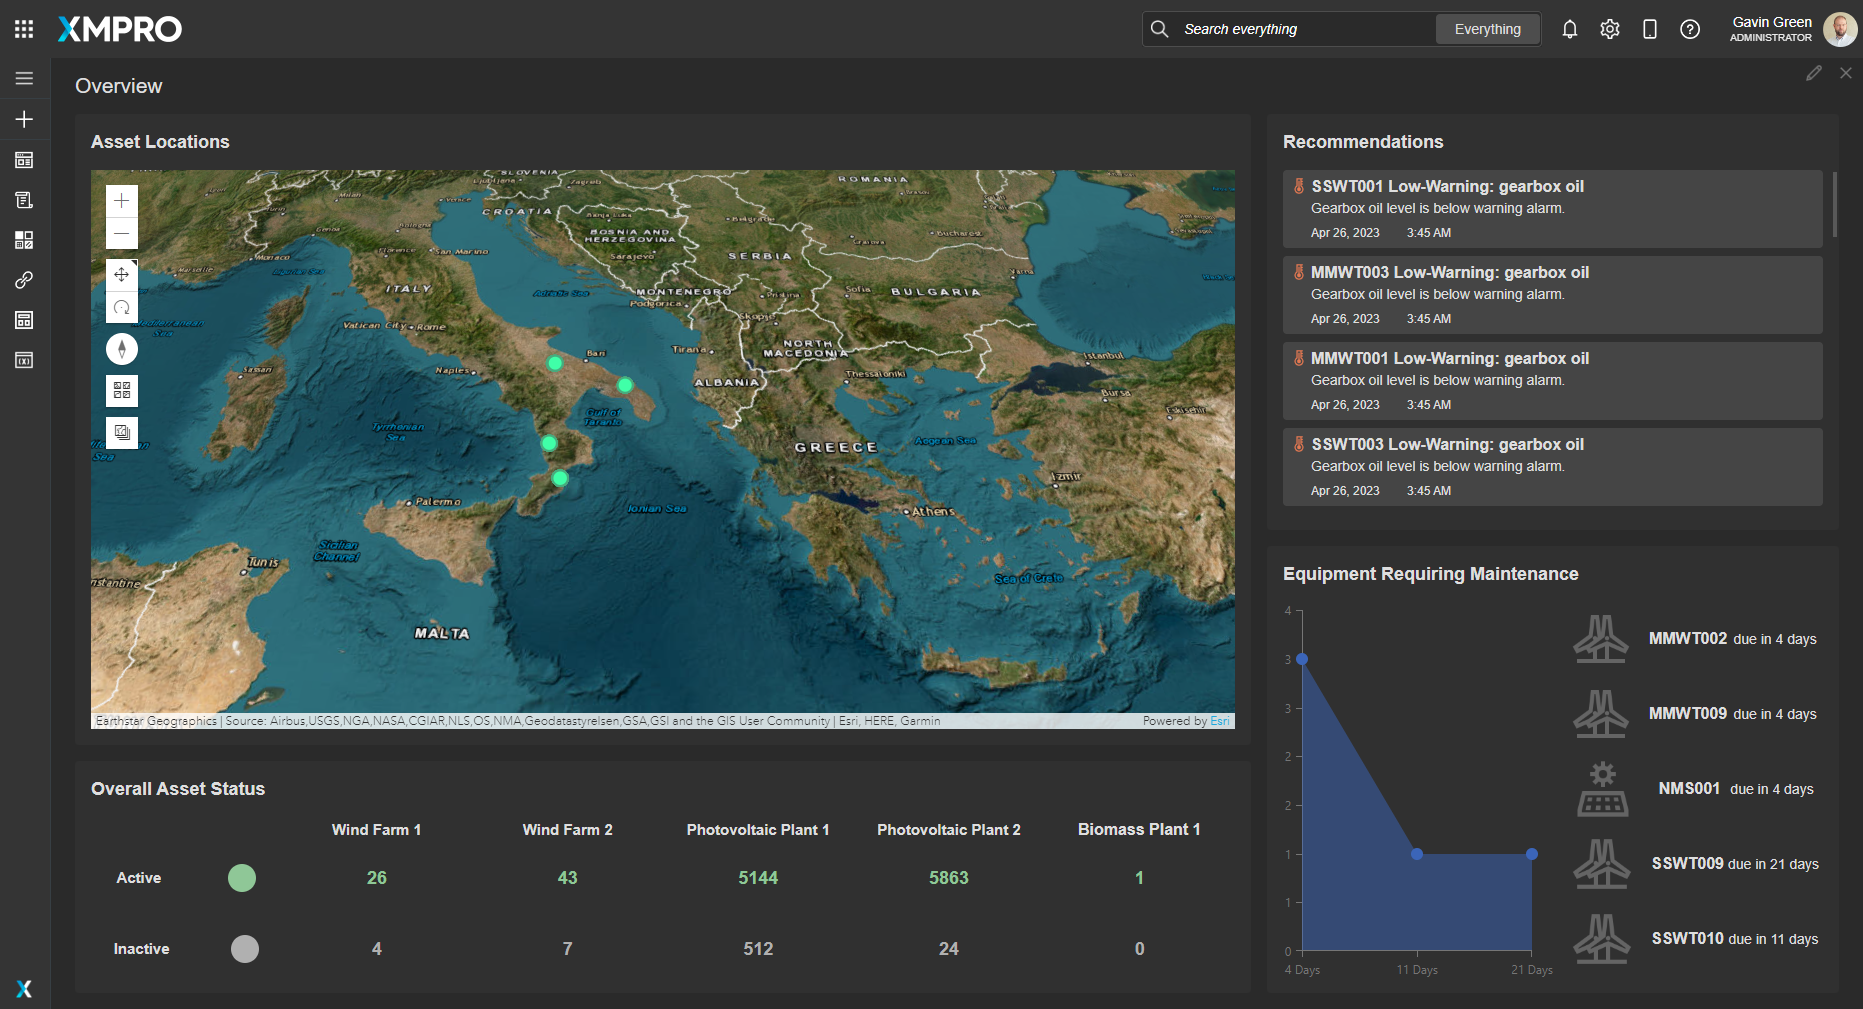 XMPRO
Search everything
Everything
Gavin Green
ADMINISTRATOR
Overview
Asset Locations
SLOVENIA
Zagreb
ROMANIA
Milan
Venice
CROATIA
Banja Luka
Belgrade
Bologna
Genoa
BOSNIA AND
HERZEGOVINA
Craiova
Bucharest
Florence
San Marino
Monaco
Sarajevo
SERBIA
Marseille
Varna
ITALY
Adriatic Sea
MONTENEGRO
Podgorica
Pristina
Sofia
BULGARIA
Skopje
Vatican City
Rome
Bari
Tirana
NORTH
MACEDONIA
Istanbul
Sassari
Naples
ALBANIA
Thessaloniki
Bursa
Eskisehir
Gulf of
Taranto
Tyrrhenian
Sea
GREECE
Aegean Sea
Izmir
Palermo
Ionian Sea
Athens
Sicilian
Channel
Tunis
Sea of Crete
nstantine
MALTA
Earthstar Geographics | Source: Airbus,USGS,NGA,NASA,CGIAR,NLS,OS,NMA,Geodatastyrelsen,GSA,GSI and the GIS User Community | Esri, HERE, Garmin
Powered by Esri
Recommendations
SSWT001 Low-Warning: gearbox oil
Gearbox oil level is below warning alarm.
Apr 26, 2023 3:45 AM
MMWT003 Low-Warning: gearbox oil
Gearbox oil level is below warning alarm.
Apr 26, 2023 3:45 AM
MMWT001 Low-Warning: gearbox oil
Gearbox oil level is below warning alarm.
Apr 26, 2023 3:45 AM
SSWT003 Low-Warning: gearbox oil
Gearbox oil level is below warning alarm.
Apr 26, 2023 3:45 AM
Overall Asset Status
Wind Farm 1 Wind Farm 2 Photovoltaic Plant 1 Photovoltaic Plant 2 Biomass Plant 1
Active 26 43 5144 5863 1
Inactive 4 7 512 24 0
X
Equipment Requiring Maintenance
4
3
3
2
2
1
1
0
4 Days 11 Days 21 Days
MMWT002 due in 4 days
MMWT009 due in 4 days
NMS001 due in 4 days
SSWT009 due in 21 days
SSWT010 due in 11 days